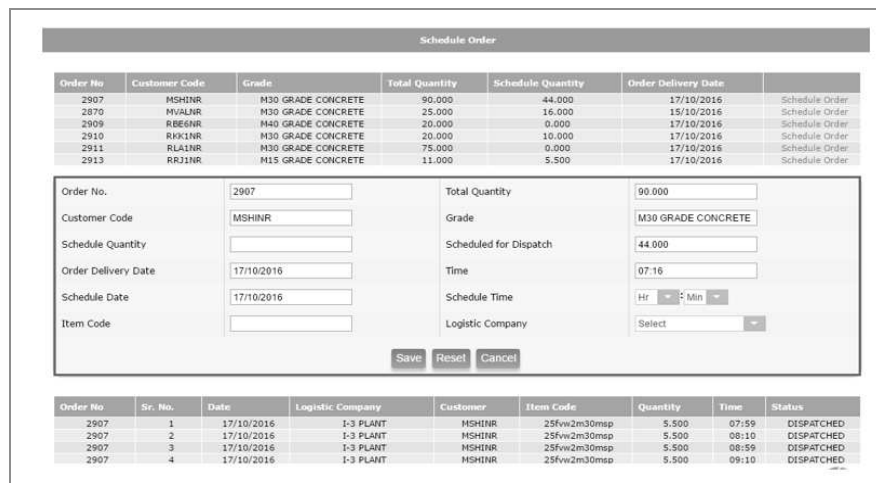 Schedule Order
Order No Customer Code Grade Total Quantity Schedule Quantity Order Delivery Date
2907 MSHINR M30 GRADE CONCRETE 90.000 44.000 17/10/2016 Schedule Order
2870 MVALNR M30 GRADE CONCRETE 25.000 16.000 15/10/2016 Schedule Order
2909 RBE6NR M40 GRADE CONCRETE 20.000 0.000 17/10/2016 Schedule Order
2910 RKK1NR M30 GRADE CONCRETE 20.000 10.000 17/10/2016 Schedule Order
2911 RLA1NR M30 GRADE CONCRETE 75.000 0.000 17/10/2016 Schedule Order
2913 RRJ1NR M15 GRADE CONCRETE 11.000 5.500 17/10/2016 Schedule Order
Order No. 2907 Total Quantity 90.000
Customer Code MSHINR Grade M30 GRADE CONCRETE
Schedule Quantity Scheduled for Dispatch 44.000
Order Delivery Date 17/10/2016 Time 07:16
Schedule Date 17/10/2016 Schedule Time Hr : Min
Item Code Logistic Company Select
Save Reset Cancel
Order No Sr. No. Date Logistic Company Customer Item Code Quantity Time Status
2907 1 17/10/2016 I-3 PLANT MSHINR 25fvw2m30msp 5.500 07:59 DISPATCHED
2907 2 17/10/2016 I-3 PLANT MSHINR 25fvw2m30msp 5.500 08:10 DISPATCHED
2907 3 17/10/2016 I-3 PLANT MSHINR 25fvw2m30msp 5.500 08:59 DISPATCHED
2907 4 17/10/2016 I-3 PLANT MSHINR 25fvw2m30msp 5.500 09:10 DISPATCHED